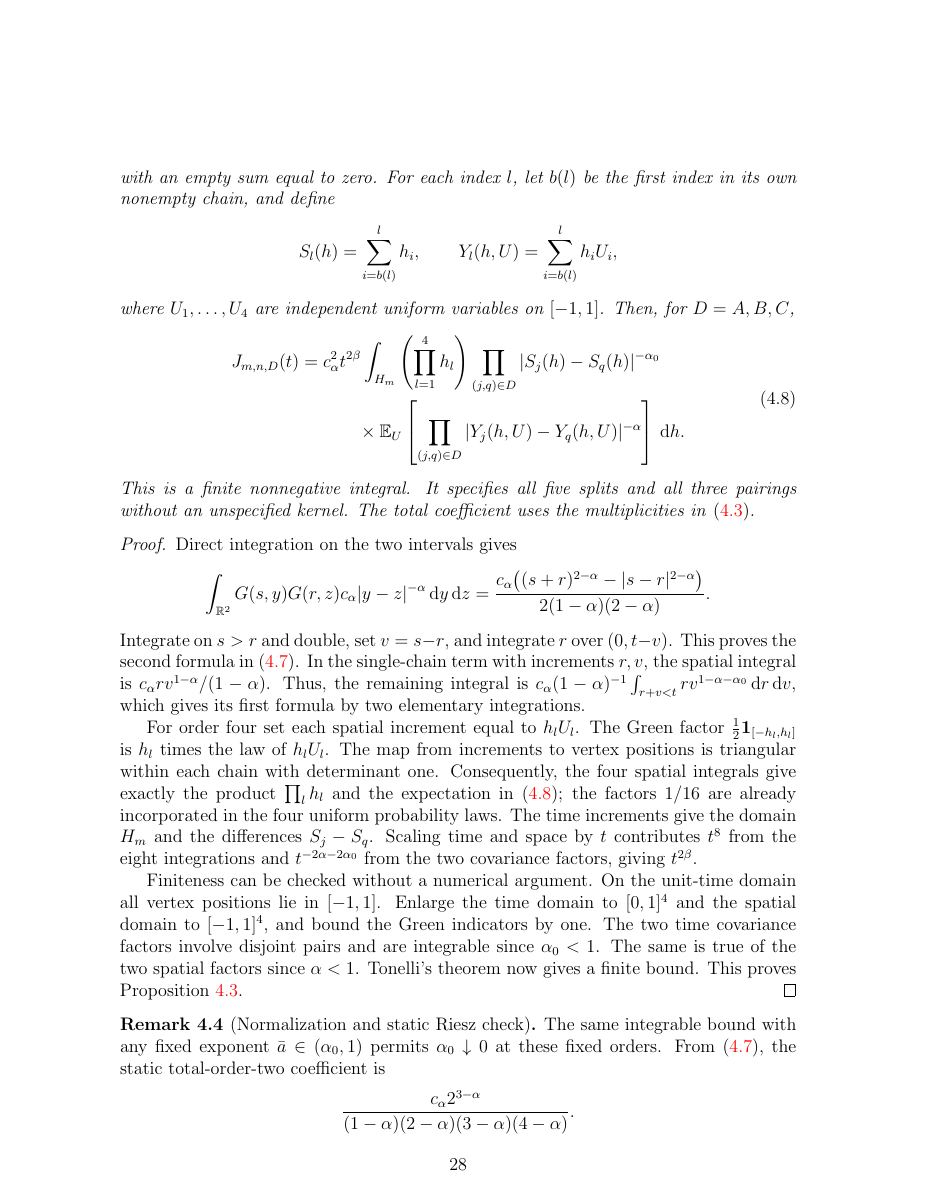 with an empty sum equal to zero. For each index l, let b(l) be the first index in its own
nonempty chain, and define
S_l(h) = \sum_{i=b(l)}^{l} h_i, Y_l(h, U) = \sum_{i=b(l)}^{l} h_i U_i,
where U_1, . . . , U_4 are independent uniform variables on [−1, 1]. Then, for D = A, B, C,
J_{m,n,D}(t) = c_α^2 t^{2β} \int_{H_m} \left( \prod_{l=1}^{4} h_l \right) \prod_{(j,q)∈D} |S_j(h) − S_q(h)|^{−α_0}
× 𝔼_U \left[ \prod_{(j,q)∈D} |Y_j(h, U) − Y_q(h, U)|^{−α} \right] dh.
(4.8)
This is a finite nonnegative integral. It specifies all five splits and all three pairings
without an unspecified kernel. The total coefficient uses the multiplicities in (4.3).
Proof. Direct integration on the two intervals gives
\int_{ℝ^2} G(s, y)G(r, z)c_α|y − z|^{−α} dy dz = \frac{c_α((s + r)^{2−α} − |s − r|^{2−α})}{2(1 − α)(2 − α)}.
Integrate on s > r and double, set v = s−r, and integrate r over (0, t−v). This proves the
second formula in (4.7). In the single-chain term with increments r, v, the spatial integral
is c_α rv^{1−α}/(1 − α). Thus, the remaining integral is c_α(1 − α)^{−1} \int_{r+v<t} rv^{1−α−α_0} dr dv,
which gives its first formula by two elementary integrations.
For order four set each spatial increment equal to h_l U_l. The Green factor \frac{1}{2}𝟏_{[−h_l,h_l]}
is h_l times the law of h_l U_l. The map from increments to vertex positions is triangular
within each chain with determinant one. Consequently, the four spatial integrals give
exactly the product \prod_l h_l and the expectation in (4.8); the factors 1/16 are already
incorporated in the four uniform probability laws. The time increments give the domain
H_m and the differences S_j − S_q. Scaling time and space by t contributes t^8 from the
eight integrations and t^{−2α−2α_0} from the two covariance factors, giving t^{2β}.
Finiteness can be checked without a numerical argument. On the unit-time domain
all vertex positions lie in [−1, 1]. Enlarge the time domain to [0, 1]^4 and the spatial
domain to [−1, 1]^4, and bound the Green indicators by one. The two time covariance
factors involve disjoint pairs and are integrable since α_0 < 1. The same is true of the
two spatial factors since α < 1. Tonelli's theorem now gives a finite bound. This proves
Proposition 4.3. □
Remark 4.4 (Normalization and static Riesz check). The same integrable bound with
any fixed exponent \bar{a} ∈ (α_0, 1) permits α_0 ↓ 0 at these fixed orders. From (4.7), the
static total-order-two coefficient is
\frac{c_α 2^{3−α}}{(1 − α)(2 − α)(3 − α)(4 − α)}.
28